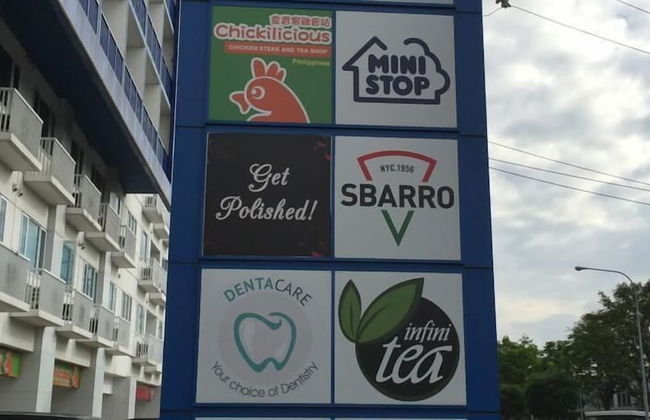 Chickilicious
CHICKEN STEAK AND TEA SHOP
Philippines
MINI
STOP
Get
Polished!
NYC.1956
SBARRO
DENTACARE
Your choice of Dentistry
infini
tea